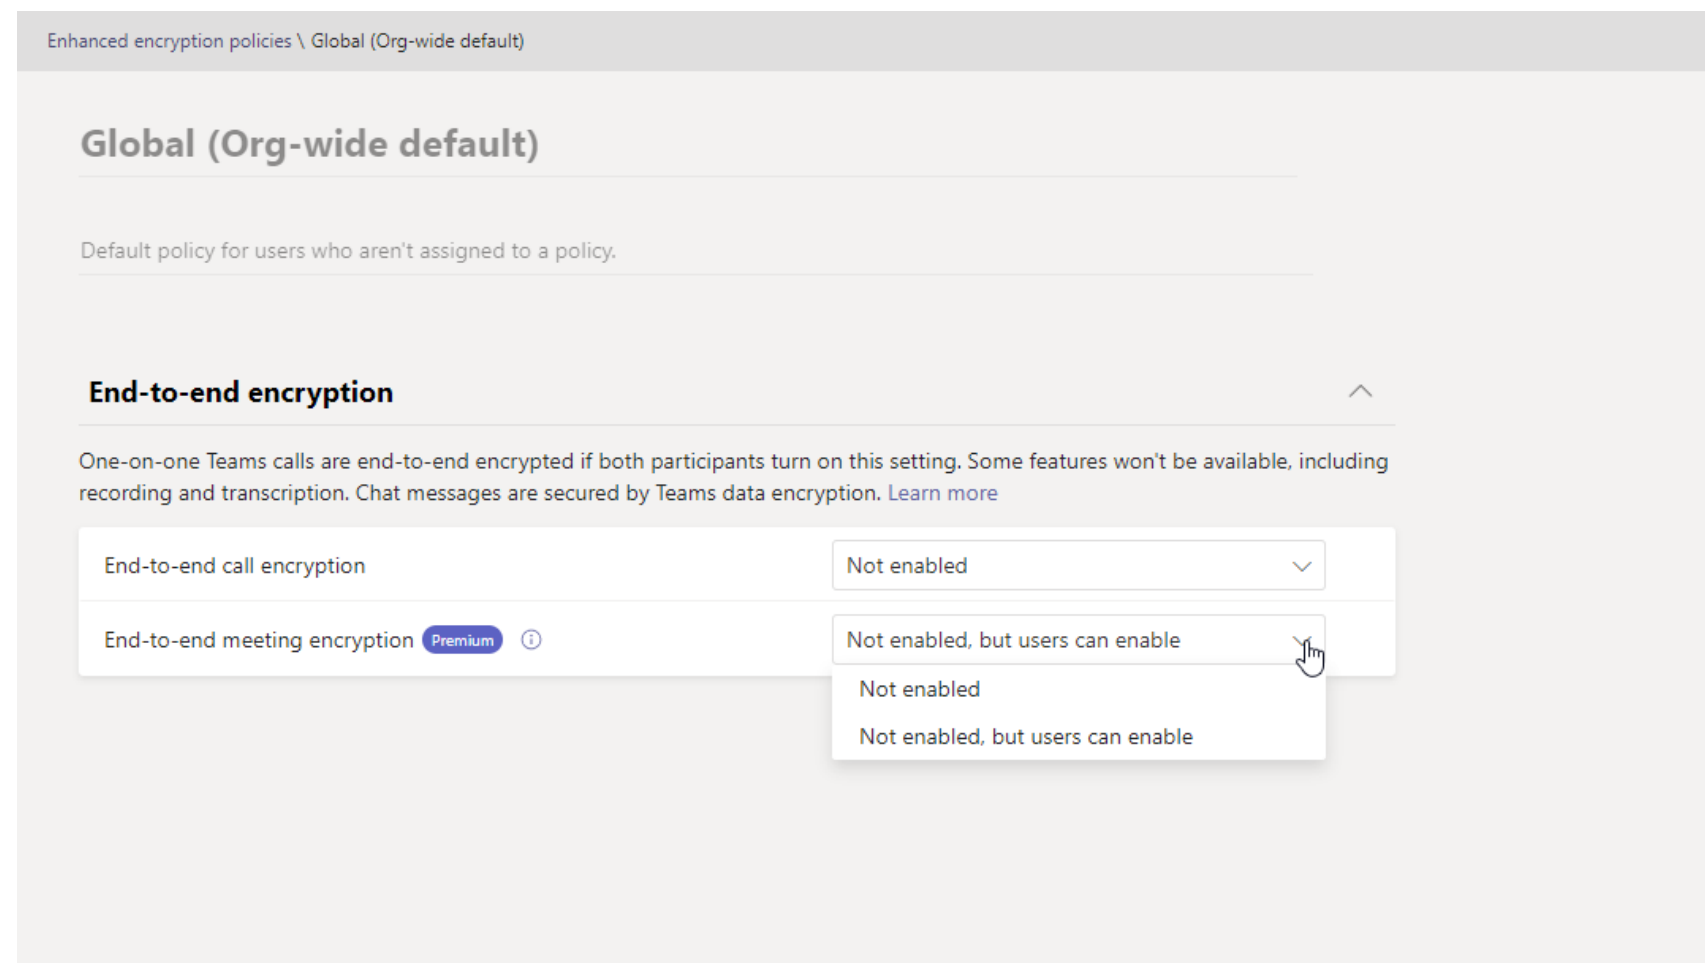 Enhanced encryption policies \ Global (Org-wide default)
Global (Org-wide default)
Default policy for users who aren't assigned to a policy.
End-to-end encryption
One-on-one Teams calls are end-to-end encrypted if both participants turn on this setting. Some features won't be available, including
recording and transcription. Chat messages are secured by Teams data encryption. Learn more
End-to-end call encryption Not enabled
End-to-end meeting encryption Premium Not enabled, but users can enable
Not enabled
Not enabled, but users can enable